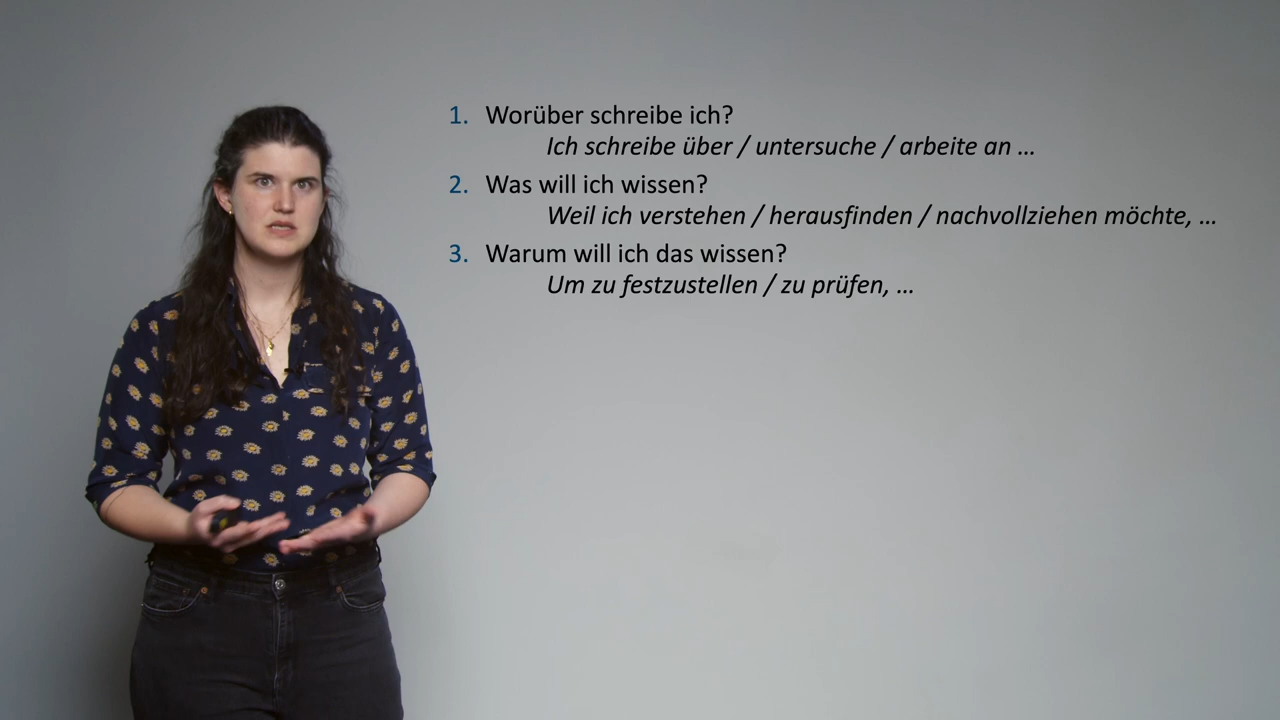 1. Worüber schreibe ich?
Ich schreibe über / untersuche / arbeite an ...
2. Was will ich wissen?
Weil ich verstehen / herausfinden / nachvollziehen möchte, ...
3. Warum will ich das wissen?
Um zu festzustellen / zu prüfen, ...